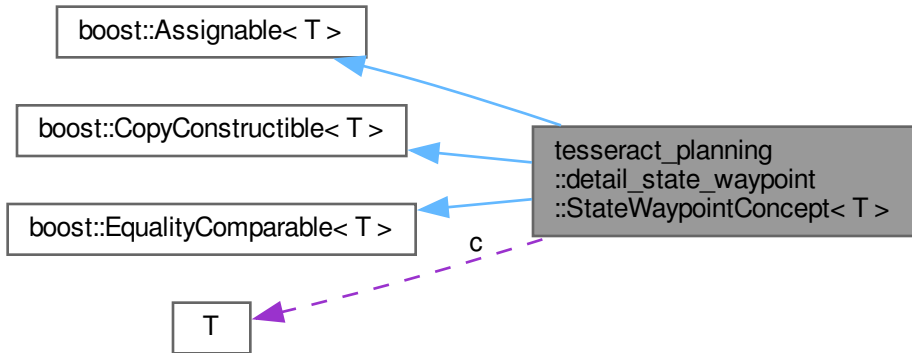 boost::Assignable< T >
boost::CopyConstructible< T >
boost::EqualityComparable< T >
T
c
tesseract_planning
::detail_state_waypoint
::StateWaypointConcept< T >